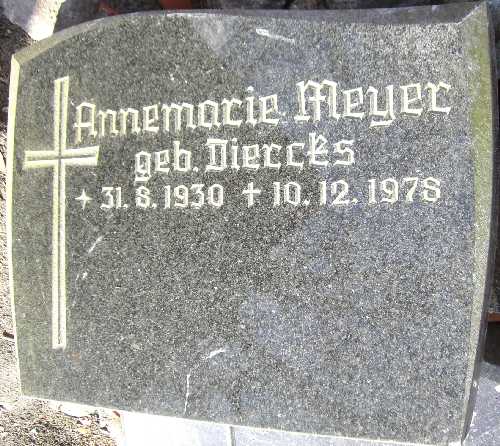 Annemarie Meyer
geb. Diercks
* 31. 8. 1930 ✝ 10. 12. 1978